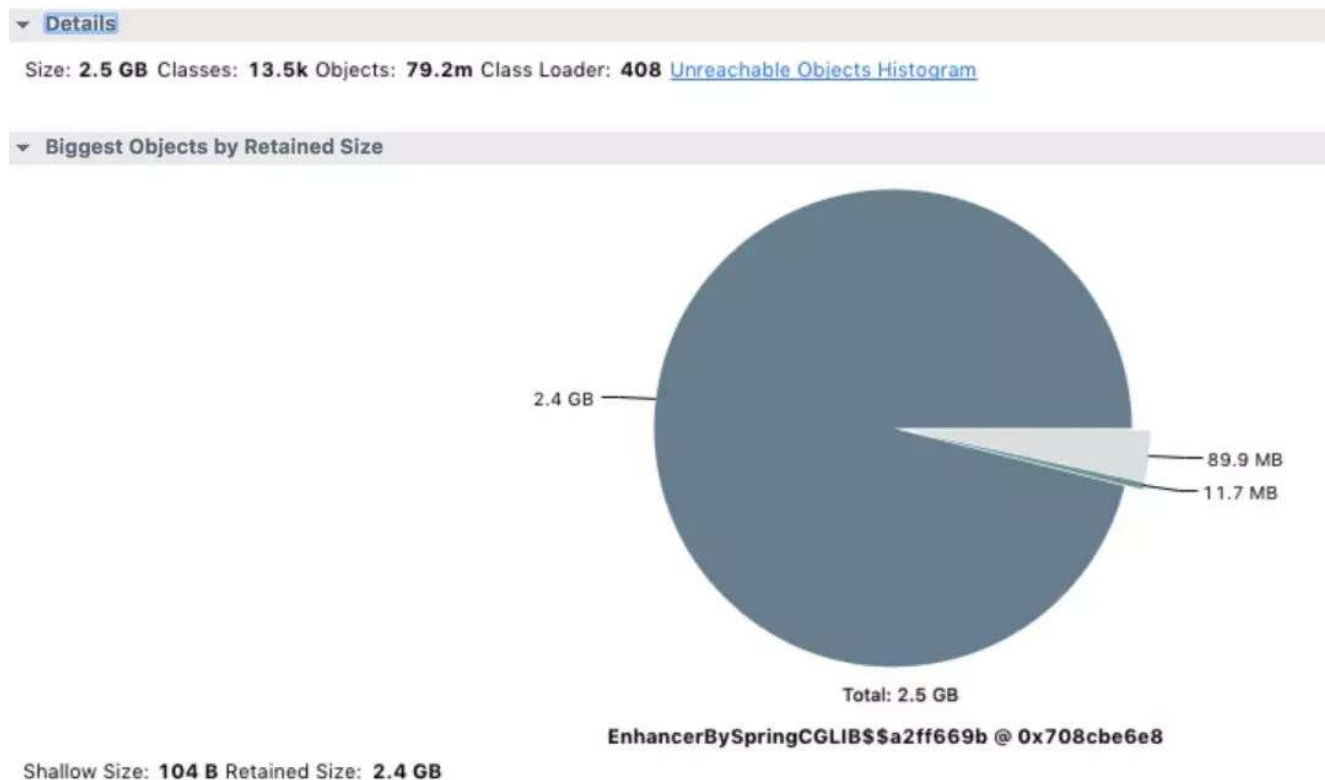 Details
Size: 2.5 GB Classes: 13.5k Objects: 79.2m Class Loader: 408 Unreachable Objects Histogram
Biggest Objects by Retained Size
2.4 GB
89.9 MB
11.7 MB
Total: 2.5 GB
EnhancerBySpringCGLIB$$a2ff669b @ 0x708cbe6e8
Shallow Size: 104 B Retained Size: 2.4 GB